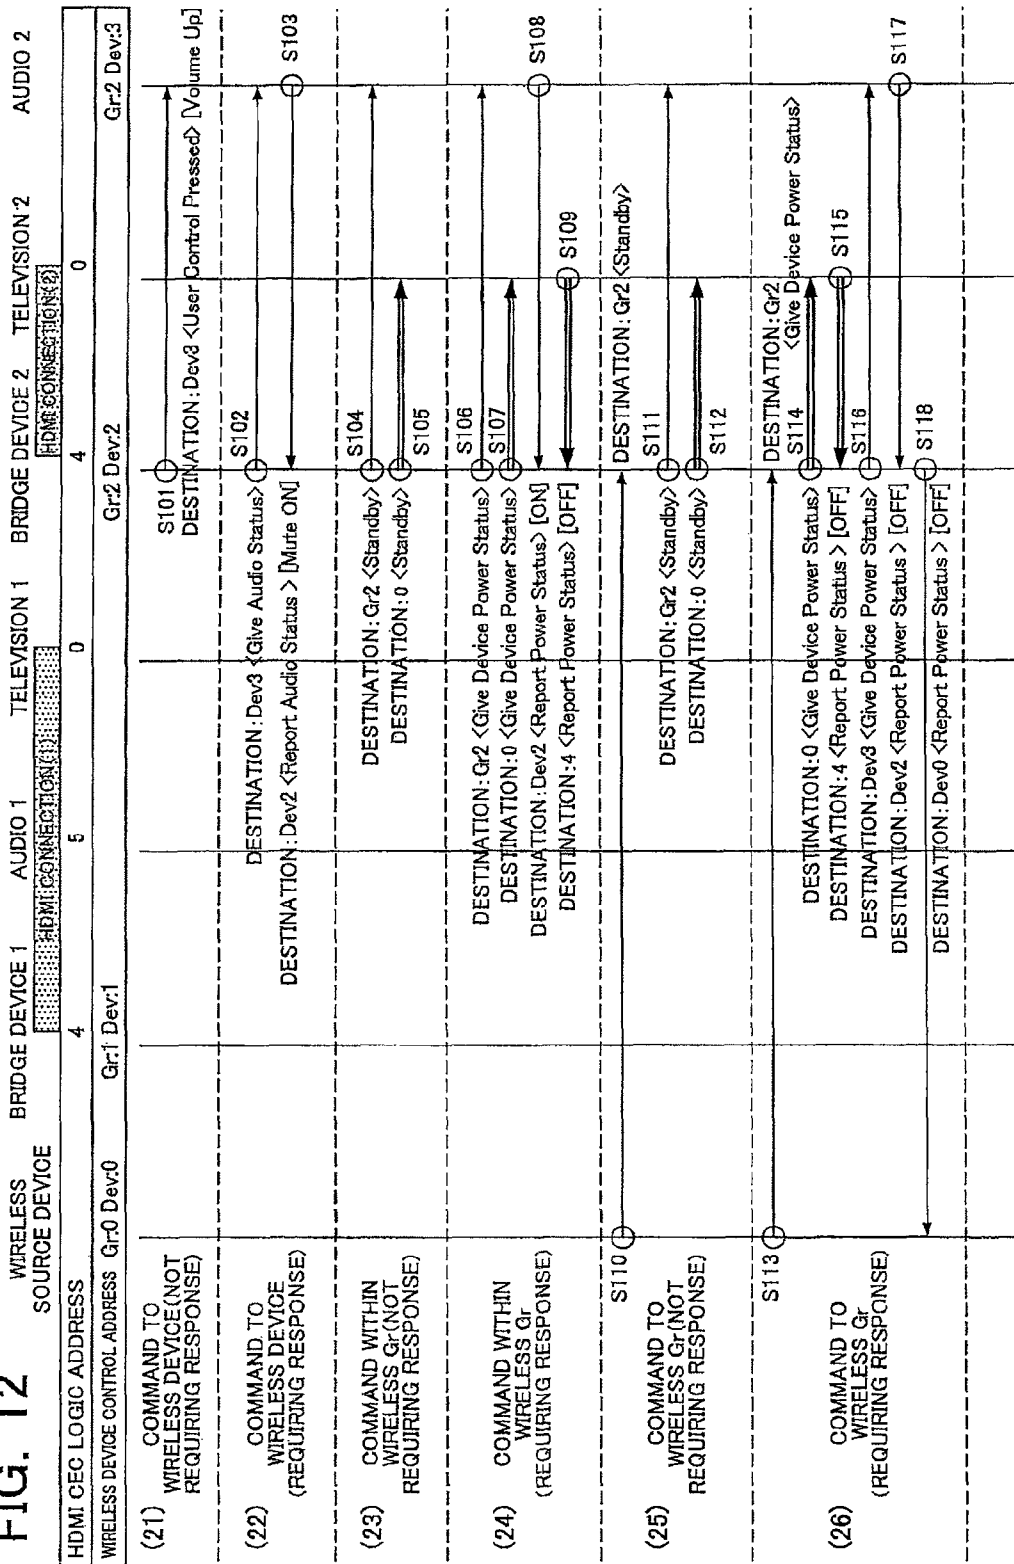 FIG. 12
WIRELESS
SOURCE DEVICE
BRIDGE DEVICE 1
AUDIO 1
TELEVISION 1
BRIDGE DEVICE 2
TELEVISION 2
AUDIO 2
HDMI CONNECTION(1)
HDMI CONNECTION(2)
HDMI CEC LOGIC ADDRESS
4
5
0
4
0
WIRELESS DEVICE CONTROL ADDRESS
Gr:0 Dev:0
Gr:1 Dev:1
Gr:2 Dev:2
Gr:2 Dev:3
(21) COMMAND TO
WIRELESS DEVICE(NOT
REQUIRING RESPONSE)
S101
DESTINATION:Dev3 <User Control Pressed> [Volume Up]
(22) COMMAND TO
WIRELESS DEVICE
(REQUIRING RESPONSE)
S102
DESTINATION:Dev3 <Give Audio Status>
DESTINATION:Dev2 <Report Audio Status > [Mute ON]
S103
(23) COMMAND WITHIN
WIRELESS Gr(NOT
REQUIRING RESPONSE)
S104
DESTINATION:Gr2 <Standby>
DESTINATION:0 <Standby>
S105
(24) COMMAND WITHIN
WIRELESS Gr
(REQUIRING RESPONSE)
S106
DESTINATION:Gr2 <Give Device Power Status>
S107
DESTINATION:0 <Give Device Power Status>
DESTINATION:Dev2 <Report Power Status> [ON]
S108
DESTINATION:4 <Report Power Status> [OFF]
S109
(25) COMMAND TO
WIRELESS Gr(NOT
REQUIRING RESPONSE)
S110
DESTINATION:Gr2 <Standby>
S111
DESTINATION:Gr2 <Standby>
DESTINATION:0 <Standby>
S112
(26) COMMAND TO
WIRELESS Gr
(REQUIRING RESPONSE)
S113
DESTINATION:Gr2
<Give Device Power Status>
S114
DESTINATION:0 <Give Device Power Status>
DESTINATION:4 <Report Power Status > [OFF]
S115
S116
DESTINATION:Dev3 <Give Device Power Status>
DESTINATION:Dev2 <Report Power Status > [OFF]
S117
DESTINATION:Dev0 <Report Power Status > [OFF]
S118